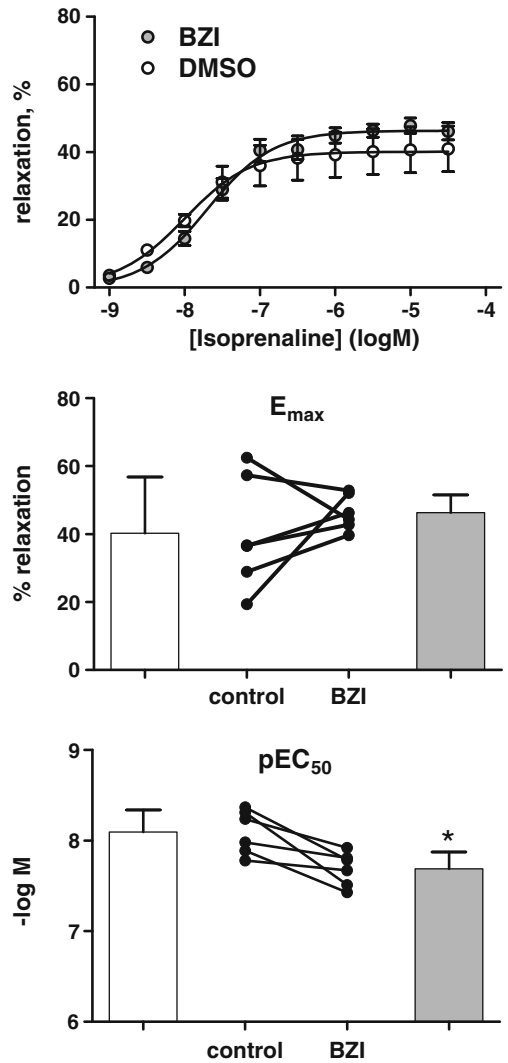 80
60
40
20
0
relaxation, %
BZI
DMSO
-9 -8 -7 -6 -5 -4
[Isoprenaline] (logM)
Emax
80
60
40
20
0
% relaxation
control BZI
pEC50
9
8
7
6
-log M
*
control BZI